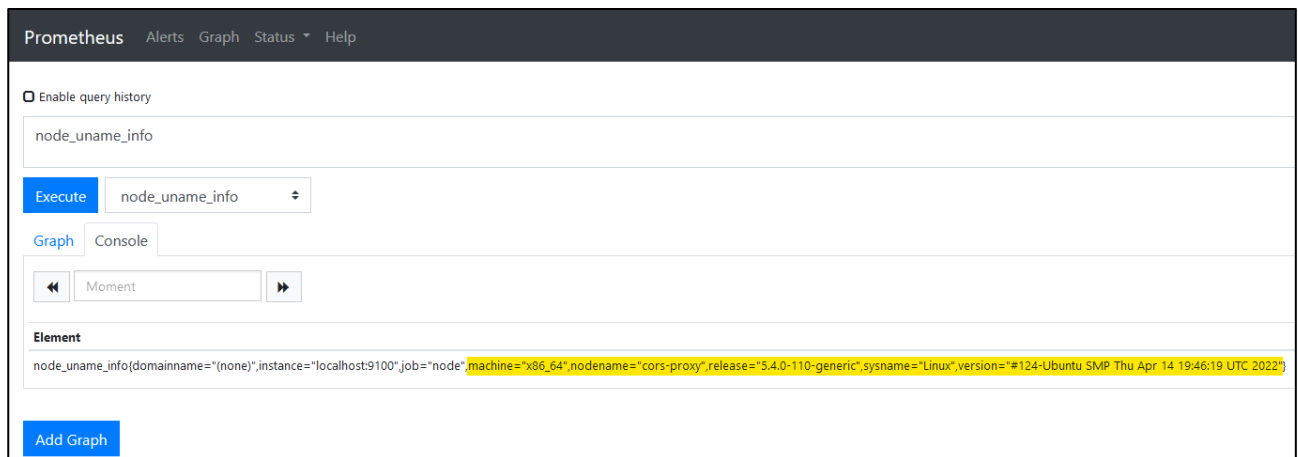 Prometheus Alerts Graph Status Help
Enable query history
node_uname_info
Execute node_uname_info
Graph Console
Moment
Element
node_uname_info{domainname="(none)",instance="localhost:9100",job="node",machine="x86_64",nodename="cors-proxy",release="5.4.0-110-generic",sysname="Linux",version="#124-Ubuntu SMP Thu Apr 14 19:46:19 UTC 2022"}
Add Graph